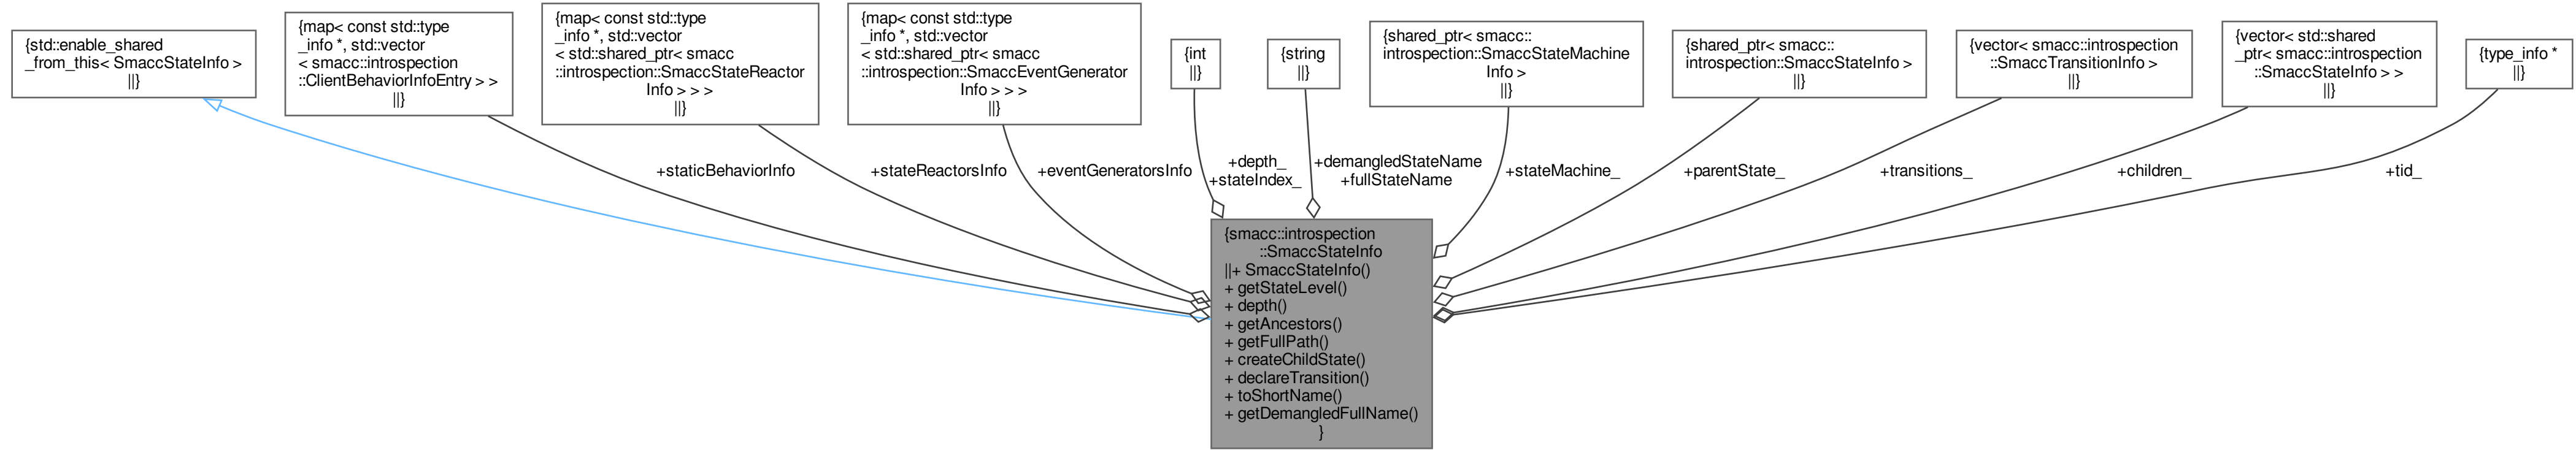 {std::enable_shared
_from_this< SmaccStateInfo >
||}
{map< const std::type
_info *, std::vector
< smacc::introspection
::ClientBehaviorInfoEntry > >
||}
{map< const std::type
_info *, std::vector
< std::shared_ptr< smacc
::introspection::SmaccStateReactor
Info > > >
||}
{map< const std::type
_info *, std::vector
< std::shared_ptr< smacc
::introspection::SmaccEventGenerator
Info > > >
||}
{int
||}
{string
||}
{shared_ptr< smacc::
introspection::SmaccStateMachine
Info >
||}
{shared_ptr< smacc::
introspection::SmaccStateInfo >
||}
{vector< smacc::introspection
::SmaccTransitionInfo >
||}
{vector< std::shared
_ptr< smacc::introspection
::SmaccStateInfo > >
||}
{type_info *
||}
+staticBehaviorInfo
+stateReactorsInfo
+eventGeneratorsInfo
+depth_
+stateIndex_
+demangledStateName
+fullStateName
+stateMachine_
+parentState_
+transitions_
+children_
+tid_
{smacc::introspection
::SmaccStateInfo
||+ SmaccStateInfo()
+ getStateLevel()
+ depth()
+ getAncestors()
+ getFullPath()
+ createChildState()
+ declareTransition()
+ toShortName()
+ getDemangledFullName()
}